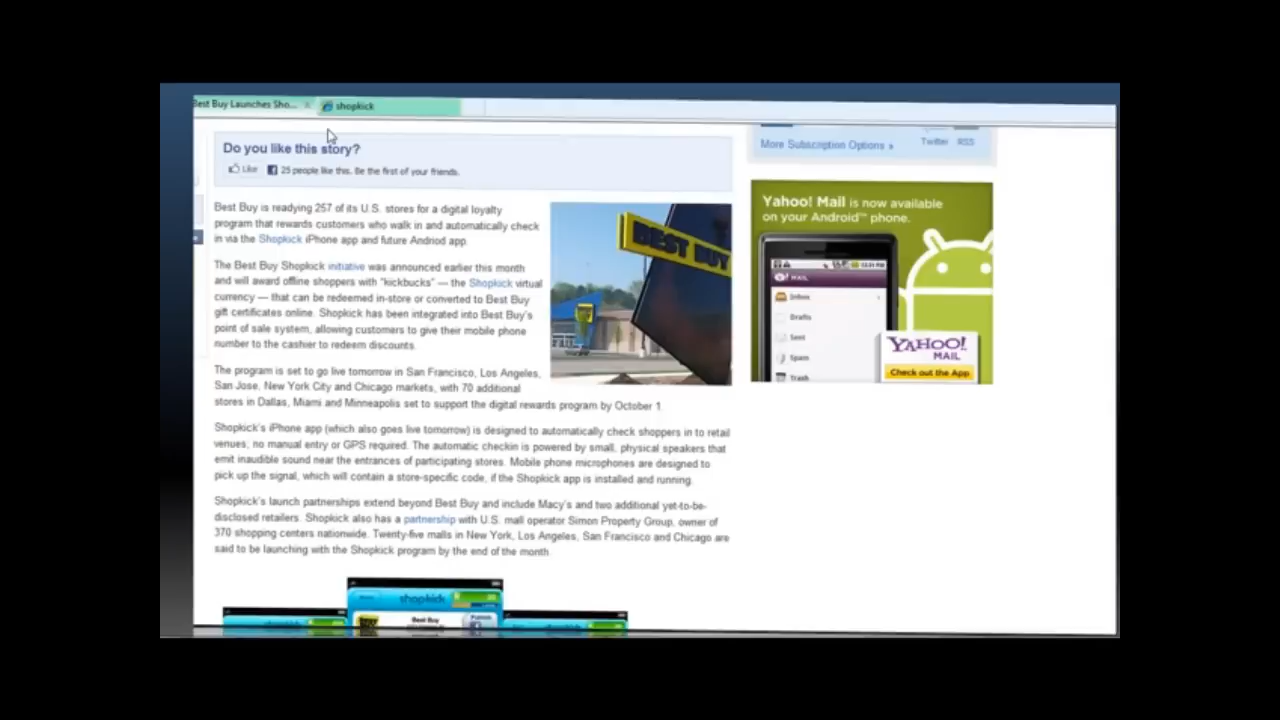 Best Buy Launches Sho...
shopkick
Do you like this story?
Like
25 people like this. Be the first of your friends.
More Subscription Options
Twitter
RSS
Best Buy is readying 257 of its U.S. stores for a digital loyalty
program that rewards customers who walk in and automatically check
in via the Shopkick iPhone app and future Andriod app.
The Best Buy Shopkick initiative was announced earlier this month
and will award offline shoppers with "kickbucks" — the Shopkick virtual
currency — that can be redeemed in-store or converted to Best Buy
gift certificates online. Shopkick has been integrated into Best Buy's
point of sale system, allowing customers to give their mobile phone
number to the cashier to redeem discounts.
BEST BUY
The program is set to go live tomorrow in San Francisco, Los Angeles,
San Jose, New York City and Chicago markets, with 70 additional
stores in Dallas, Miami and Minneapolis set to support the digital rewards program by October 1
Shopkick's iPhone app (which also goes live tomorrow) is designed to automatically check shoppers in to retail
venues; no manual entry or GPS required. The automatic checkin is powered by small, physical speakers that
emit inaudible sound near the entrances of participating stores. Mobile phone microphones are designed to
pick up the signal, which will contain a store-specific code, if the Shopkick app is installed and running.
Shopkick's launch partnerships extend beyond Best Buy and include Macy's and two additional yet-to-be-
disclosed retailers. Shopkick also has a partnership with U.S. mall operator Simon Property Group, owner of
370 shopping centers nationwide. Twenty-five malls in New York, Los Angeles, San Francisco and Chicago are
said to be launching with the Shopkick program by the end of the month
shopkick
Best Buy
Yahoo! Mail is now available
on your Android™ phone.
MAIL
Inbox
Drafts
Sent
Spam
Trash
YAHOO!
MAIL
Check out the App